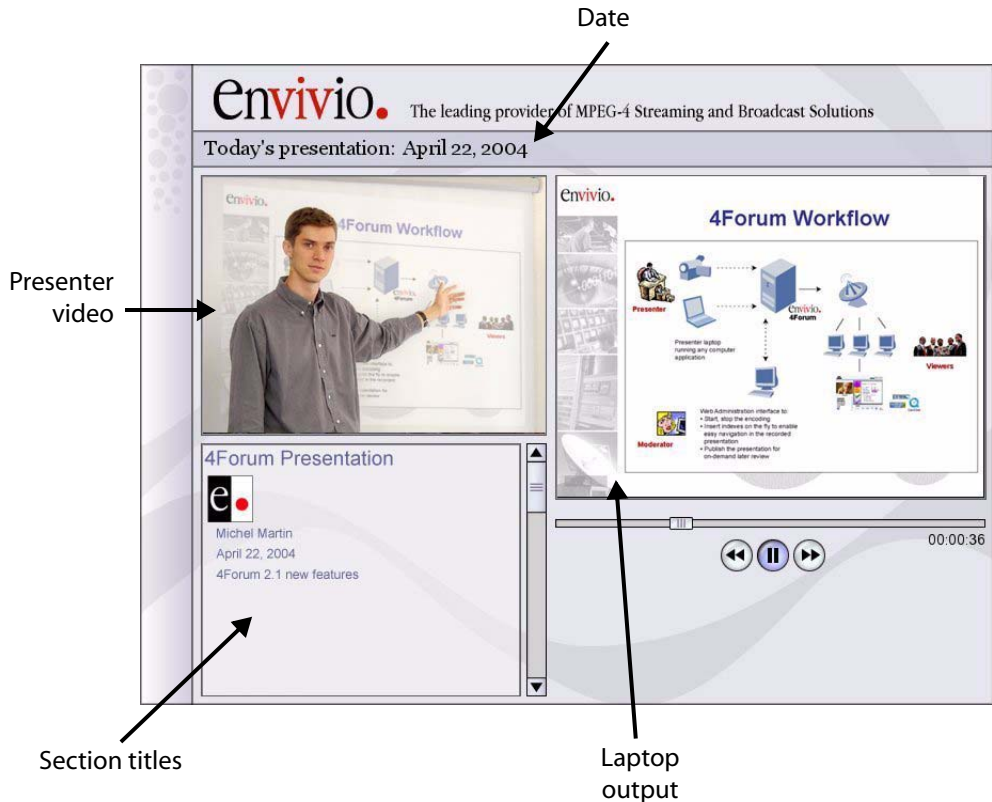 Date
envivio.
The leading provider of MPEG-4 Streaming and Broadcast Solutions
Today's presentation: April 22, 2004
Presenter
video
envivio.
4Forum Workflow
envivio.
4Forum
envivio.
4Forum Workflow
Presenter
envivio.
4Forum
Presenter laptop
running any computer
application
Viewers
Moderator
Web Administration interface to:
• Start, stop the encoding
• Insert indexes on the fly to enable
easy navigation in the recorded
presentation
• Publish the presentation for
on-demand later review
4Forum Presentation
e.
Michel Martin
April 22, 2004
4Forum 2.1 new features
00:00:36
Section titles
Laptop
output